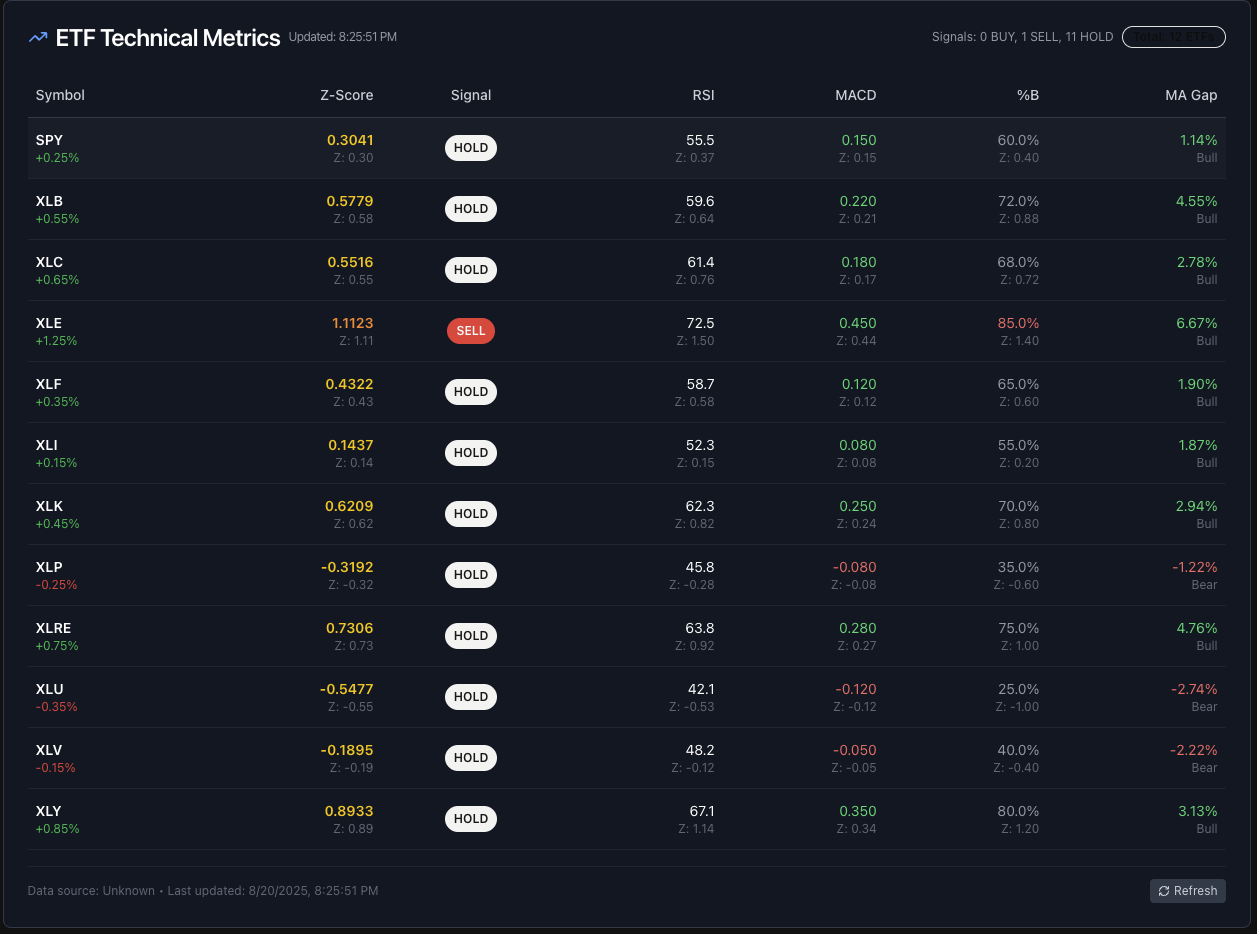 ETF Technical Metrics Updated: 8:25:51 PM Signals: 0 BUY, 1 SELL, 11 HOLD Total: 12 ETFs
Symbol Z-Score Signal RSI MACD %B MA Gap
SPY 0.3041 HOLD 55.5 0.150 60.0% 1.14%
+0.25% Z: 0.30 Z: 0.37 Z: 0.15 Z: 0.40 Bull
XLB 0.5779 HOLD 59.6 0.220 72.0% 4.55%
+0.55% Z: 0.58 Z: 0.64 Z: 0.21 Z: 0.88 Bull
XLC 0.5516 HOLD 61.4 0.180 68.0% 2.78%
+0.65% Z: 0.55 Z: 0.76 Z: 0.17 Z: 0.72 Bull
XLE 1.1123 SELL 72.5 0.450 85.0% 6.67%
+1.25% Z: 1.11 Z: 1.50 Z: 0.44 Z: 1.40 Bull
XLF 0.4322 HOLD 58.7 0.120 65.0% 1.90%
+0.35% Z: 0.43 Z: 0.58 Z: 0.12 Z: 0.60 Bull
XLI 0.1437 HOLD 52.3 0.080 55.0% 1.87%
+0.15% Z: 0.14 Z: 0.15 Z: 0.08 Z: 0.20 Bull
XLK 0.6209 HOLD 62.3 0.250 70.0% 2.94%
+0.45% Z: 0.62 Z: 0.82 Z: 0.24 Z: 0.80 Bull
XLP -0.3192 HOLD 45.8 -0.080 35.0% -1.22%
-0.25% Z: -0.32 Z: -0.28 Z: -0.08 Z: -0.60 Bear
XLRE 0.7306 HOLD 63.8 0.280 75.0% 4.76%
+0.75% Z: 0.73 Z: 0.92 Z: 0.27 Z: 1.00 Bull
XLU -0.5477 HOLD 42.1 -0.120 25.0% -2.74%
-0.35% Z: -0.55 Z: -0.53 Z: -0.12 Z: -1.00 Bear
XLV -0.1895 HOLD 48.2 -0.050 40.0% -2.22%
-0.15% Z: -0.19 Z: -0.12 Z: -0.05 Z: -0.40 Bear
XLY 0.8933 HOLD 67.1 0.350 80.0% 3.13%
+0.85% Z: 0.89 Z: 1.14 Z: 0.34 Z: 1.20 Bull
Data source: Unknown • Last updated: 8/20/2025, 8:25:51 PM Refresh